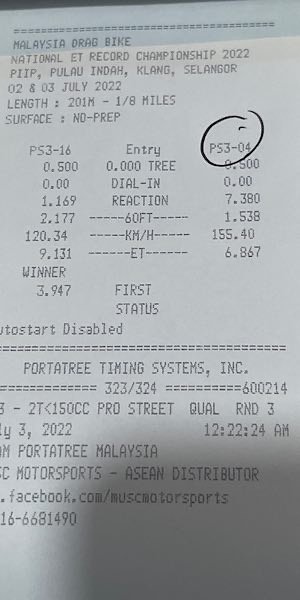 MALAYSIA DRAG BIKE
NATIONAL ET RECORD CHAMPIONSHIP 2022
PIIP, PULAU INDAH, KLANG, SELANGOR
02 & 03 JULY 2022
LENGTH : 201M - 1/8 MILES
SURFACE : NO-PREP
PS3-16 Entry PS3-04
0.500 0.000 TREE 0.500
0.00 DIAL-IN 0.00
1.169 REACTION 7.380
2.177 -----60FT----- 1.538
120.34 -----KM/H----- 155.40
9.131 ------ET------ 6.867
WINNER
3.947 FIRST
STATUS
utostart Disabled
PORTATREE TIMING SYSTEMS, INC.
============ 323/324 ==========600214
3 - 2T<150CC PRO STREET QUAL RND 3
ly 3, 2022 12:22:24 AM
AM PORTATREE MALAYSIA
SC MOTORSPORTS - ASEAN DISTRIBUTOR
.facebook.com/muscmotorsports
16-6681490